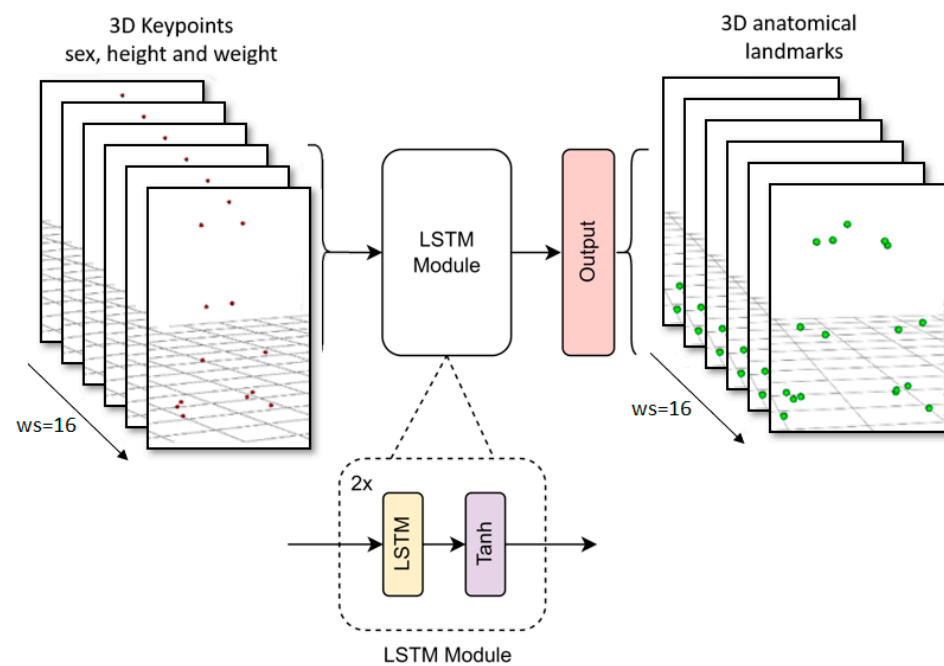 3D Keypoints
sex, height and weight
3D anatomical
landmarks
LSTM
Module
Output
ws=16
ws=16
2x
LSTM
Tanh
LSTM Module